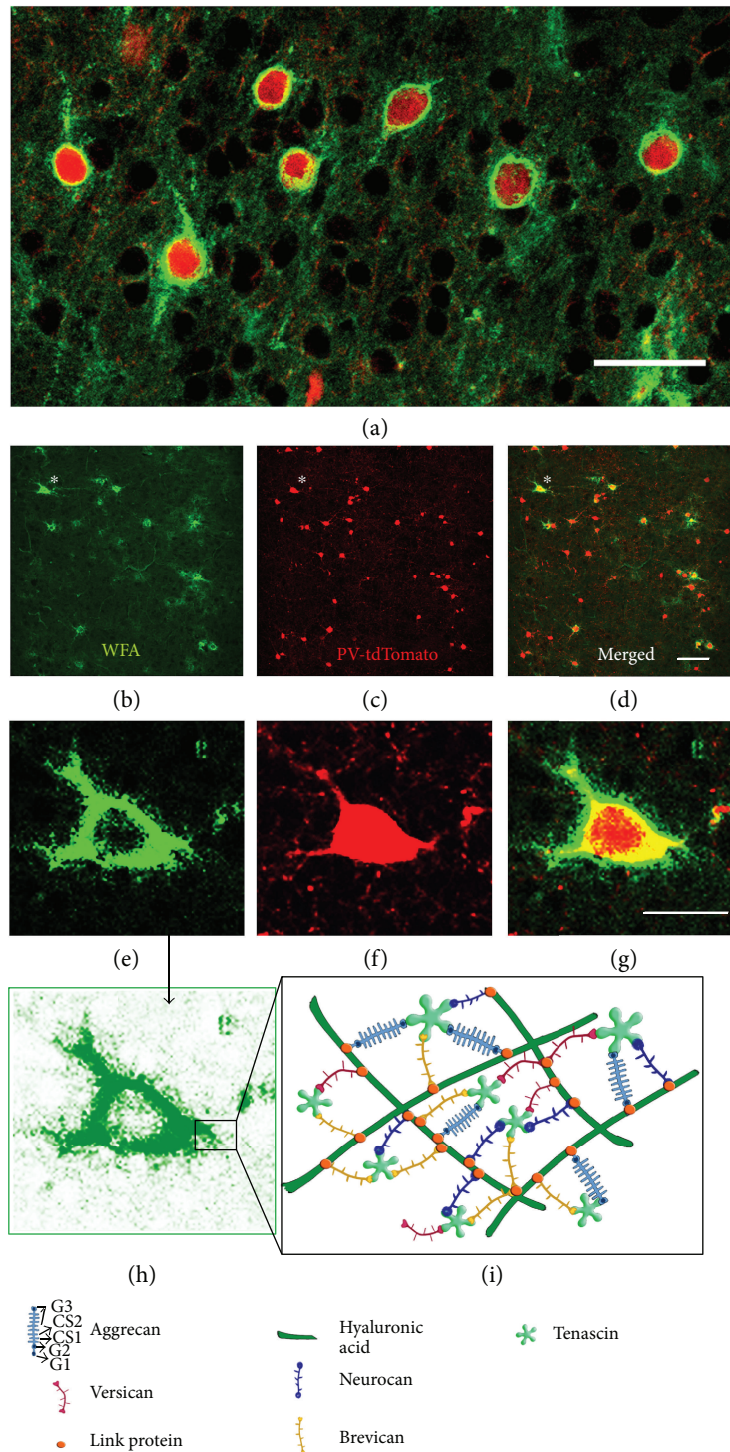 (a)
*
WFA
*
PV-tdTomato
*
Merged
(b)
(c)
(d)
(e)
(f)
(g)
(h)
(i)
G3
CS2
CS1
G2
G1
Aggrecan
Versican
Link protein
Hyaluronic
acid
Neurocan
Brevican
Tenascin